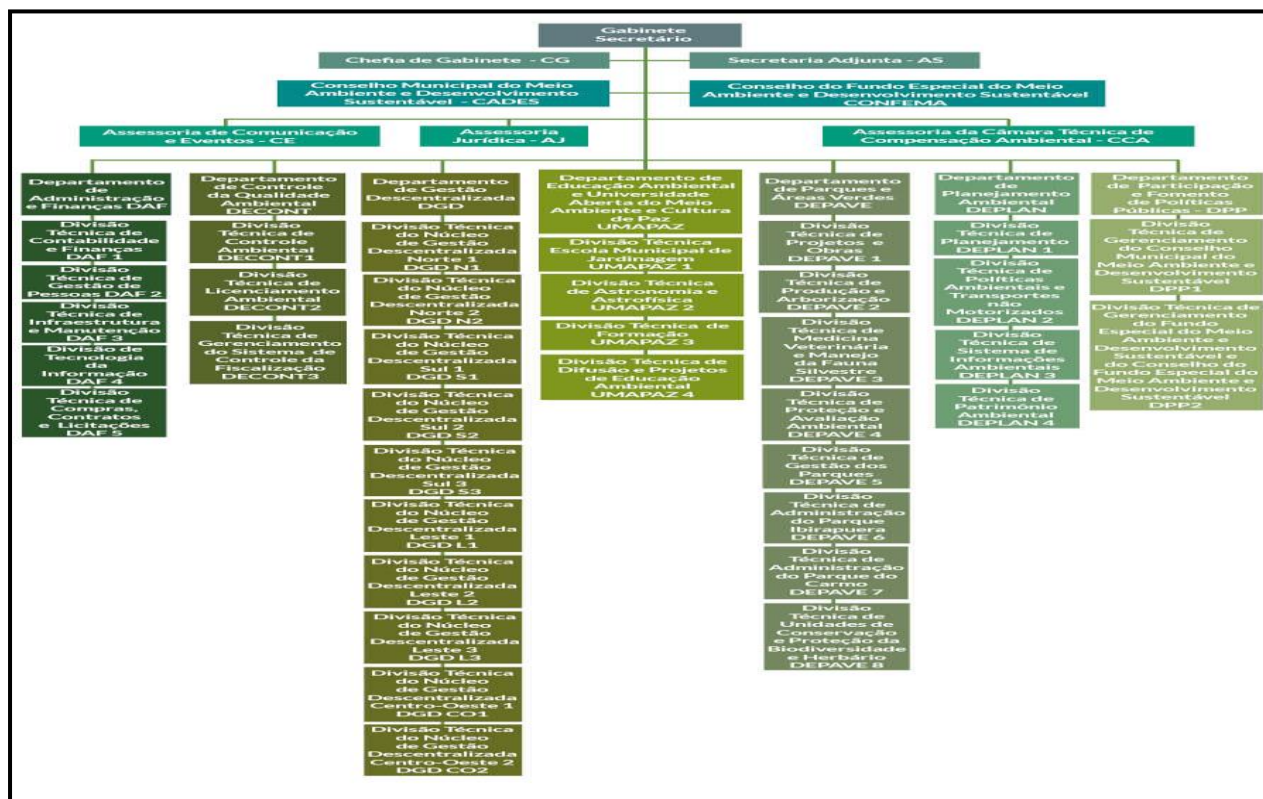 Gabinete
Secretário
Chefia de Gabinete - CG
Secretaria Adjunta - AS
Conselho Municipal do Meio
Ambiente e Desenvolvimento
Sustentável - CADES
Conselho do Fundo Especial do Meio
Ambiente e Desenvolvimento Sustentável
CONFEMA
Assessoria de Comunicação
e Eventos - CE
Assessoria
Jurídica - AJ
Assessoria da Câmara Técnica de
Compensação Ambiental - CCA
Departamento
de Administração
e Finanças DAF
Divisão
Técnica de
Contabilidade
e Finanças
DAF 1
Divisão
Técnica de
Gestão de
Pessoas DAF 2
Divisão
Técnica de
Infraestrutura
e Manutenção
DAF 3
Divisão de
Tecnologia
da
Informação
DAF 4
Divisão
Técnica de
Compras,
Contratos
e Licitações
DAF 5
Departamento
de Controle
da Qualidade
Ambiental
DECONT
Divisão
Técnica de
Controle
Ambiental
DECONT1
Divisão
Técnica de
Licenciamento
Ambiental
DECONT2
Divisão
Técnica de
Gerenciamento
do Sistema de
Controle da
Fiscalização
DECONT3
Departamento
de Gestão
Descentralizada
DGD
Divisão Técnica
do Núcleo
de Gestão
Descentralizada
Norte 1
DGD N1
Divisão Técnica
do Núcleo
de Gestão
Descentralizada
Norte 2
DGD N2
Divisão Técnica
do Núcleo
de Gestão
Descentralizada
Sul 1
DGD S1
Divisão Técnica
do Núcleo
de Gestão
Descentralizada
Sul 2
DGD S2
Divisão Técnica
do Núcleo
de Gestão
Descentralizada
Sul 3
DGD S3
Divisão Técnica
do Núcleo
de Gestão
Descentralizada
Leste 1
DGD L1
Divisão Técnica
do Núcleo
de Gestão
Descentralizada
Leste 2
DGD L2
Divisão Técnica
do Núcleo
de Gestão
Descentralizada
Leste 3
DGD L3
Divisão Técnica
do Núcleo
de Gestão
Descentralizada
Centro-Oeste 1
DGD CO1
Divisão Técnica
do Núcleo
de Gestão
Descentralizada
Centro-Oeste 2
DGD CO2
Departamento de
Educação Ambiental
e Universidade
Aberta do Meio
Ambiente e Cultura
de Paz
UMAPAZ
Divisão Técnica
Escola Municipal de
Jardinagem
UMAPAZ 1
Divisão Técnica
de Astronomia e
Astrofísica
UMAPAZ 2
Divisão Técnica de
Formação
UMAPAZ 3
Divisão Técnica de
Difusão e Projetos
de Educação
Ambiental
UMAPAZ 4
Departamento
de Parques e
Áreas Verdes
DEPAVE
Divisão
Técnica de
Projetos e
Obras
DEPAVE 1
Divisão
Técnica de
Produção e
Arborização
DEPAVE 2
Divisão
Técnica de
Medicina
Veterinária
e Manejo
da Fauna
Silvestre
DEPAVE 3
Divisão
Técnica de
Proteção e
Avaliação
Ambiental
DEPAVE 4
Divisão
Técnica de
Gestão dos
Parques
DEPAVE 5
Divisão
Técnica de
Administração
do Parque
Ibirapuera
DEPAVE 6
Divisão
Técnica de
Administração
do Parque do
Carmo
DEPAVE 7
Divisão
Técnica de
Unidades de
Conservação
e Proteção da
Biodiversidade
e Herbário
DEPAVE 8
Departamento
de
Planejamento
Ambiental
DEPLAN
Divisão
Técnica de
Planejamento
DEPLAN 1
Divisão
Técnica de
Políticas
Ambientais e
Transportes
não
Motorizados
DEPLAN 2
Divisão
Técnica de
Sistema de
Informações
Ambientais
DEPLAN 3
Divisão
Técnica de
Patrimônio
Ambiental
DEPLAN 4
Departamento
de Participação
e Fomento
de Políticas
Públicas - DPP
Divisão
Técnica de
Gerenciamento
do Conselho
Municipal do
Meio Ambiente e
Desenvolvimento
Sustentável
DPP1
Divisão Técnica de
Gerenciamento
do Fundo
Especial do Meio
Ambiente e
Desenvolvimento
Sustentável e
do Conselho do
Fundo Especial do
Meio Ambiente e
Desenvolvimento
Sustentável
DPP2